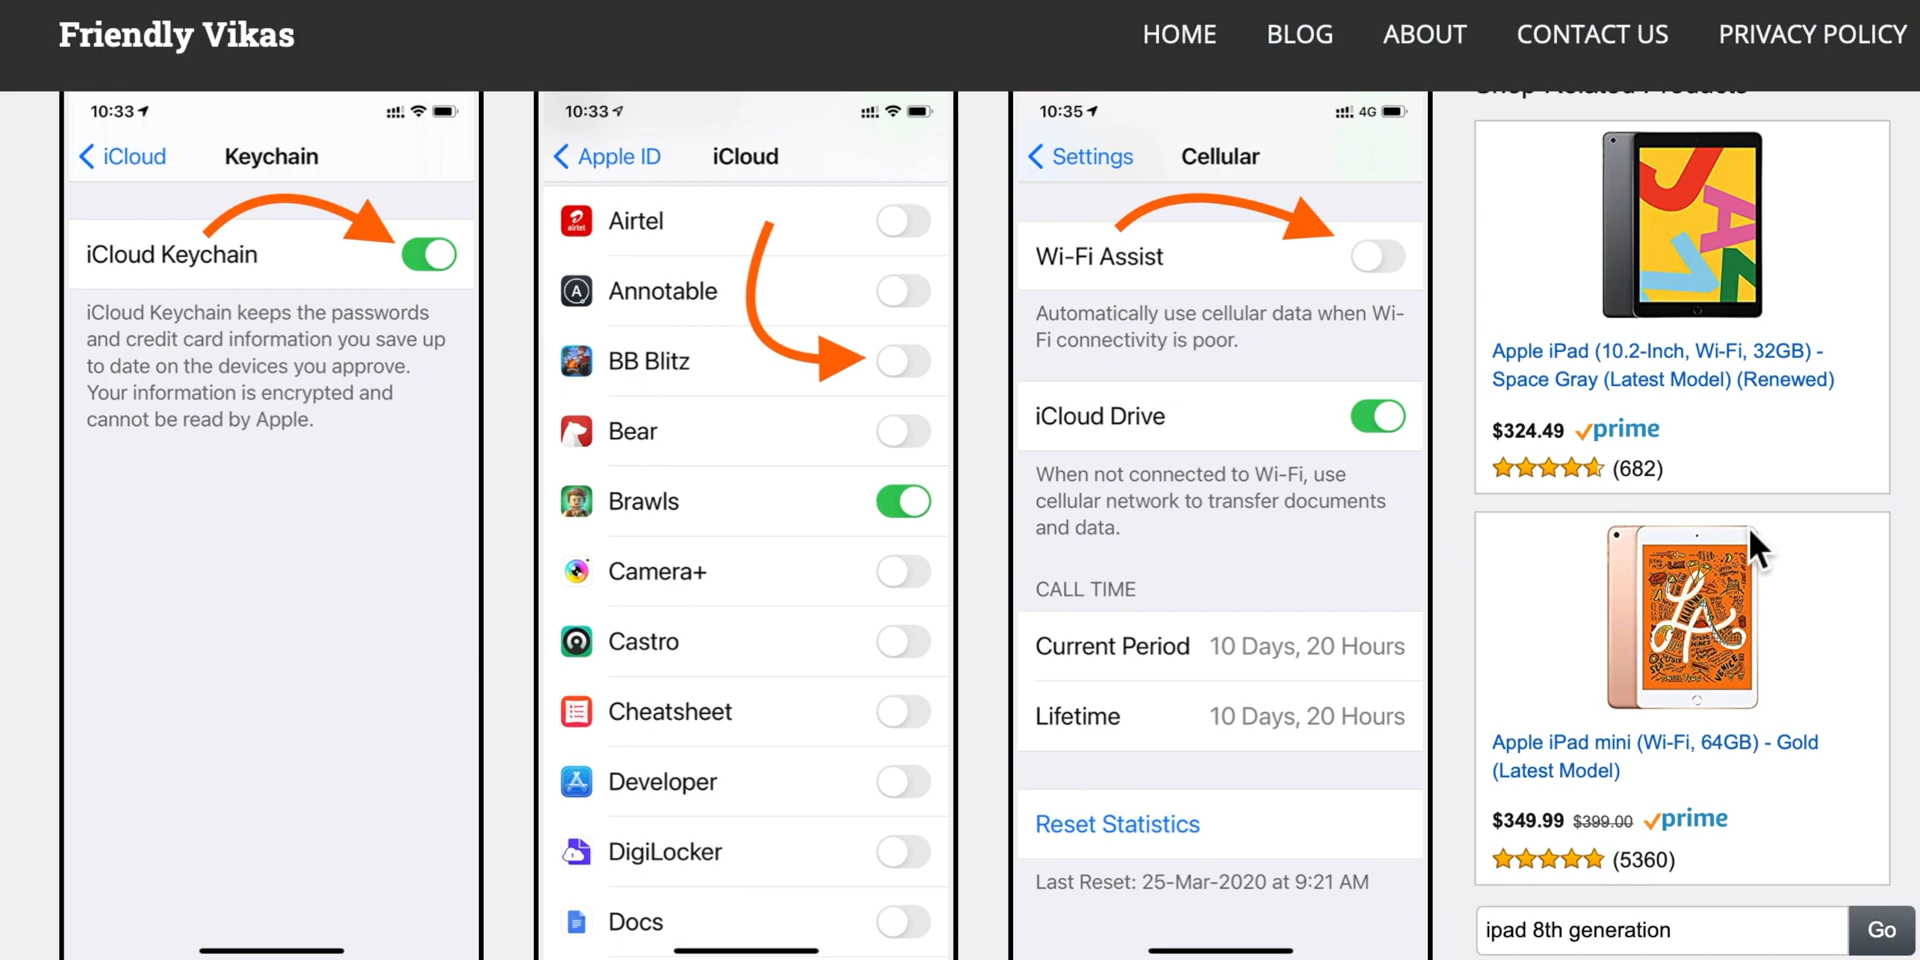 Friendly Vikas
HOME BLOG ABOUT CONTACT US PRIVACY POLICY
10:33
iCloud Keychain
iCloud Keychain
iCloud Keychain keeps the passwords
and credit card information you save up
to date on the devices you approve.
Your information is encrypted and
cannot be read by Apple.
10:33
Apple ID iCloud
Airtel
Annotable
BB Blitz
Bear
Brawls
Camera+
Castro
Cheatsheet
Developer
DigiLocker
Docs
10:35 4G
Settings Cellular
Wi-Fi Assist
Automatically use cellular data when Wi-
Fi connectivity is poor.
iCloud Drive
When not connected to Wi-Fi, use
cellular network to transfer documents
and data.
CALL TIME
Current Period 10 Days, 20 Hours
Lifetime 10 Days, 20 Hours
Reset Statistics
Last Reset: 25-Mar-2020 at 9:21 AM
Shop Related Products
Apple iPad (10.2-Inch, Wi-Fi, 32GB) -
Space Gray (Latest Model) (Renewed)
$324.49 prime
(682)
Apple iPad mini (Wi-Fi, 64GB) - Gold
(Latest Model)
$349.99 $399.00 prime
(5360)
ipad 8th generation Go